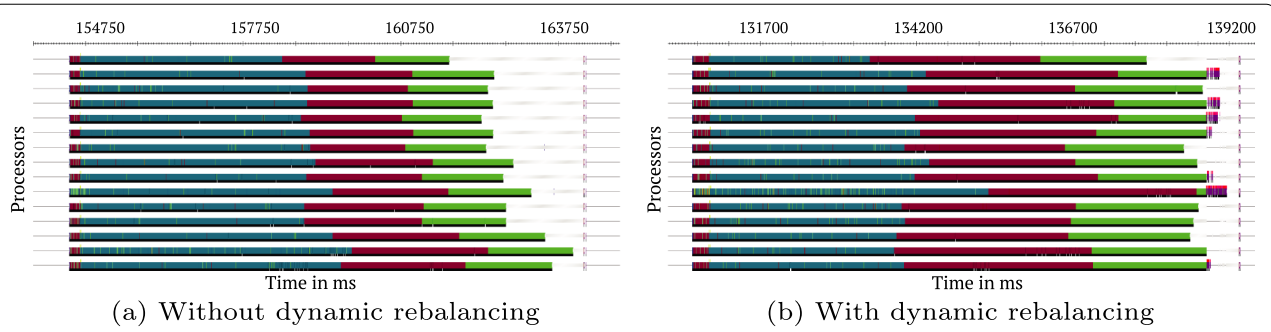 154750 157750 160750 163750
Processors
Time in ms
(a) Without dynamic rebalancing
131700 134200 136700 139200
Processors
Time in ms
(b) With dynamic rebalancing